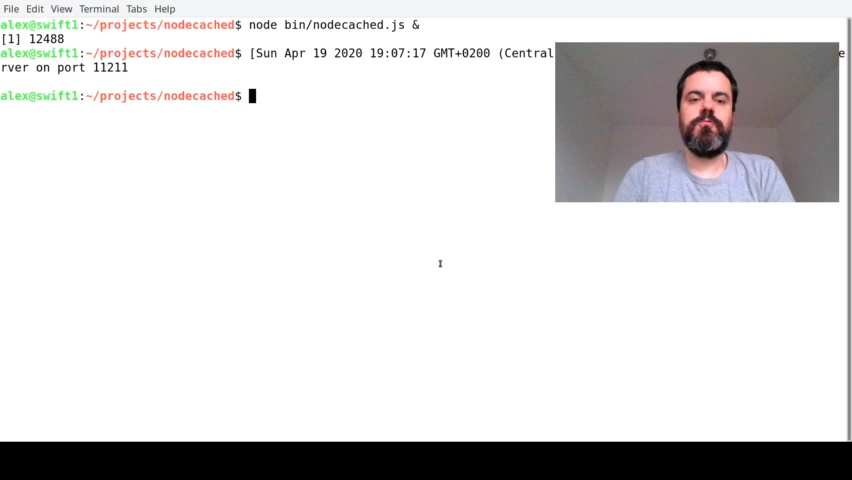 File Edit View Terminal Tabs Help
alex@swift1:~/projects/nodecached$ node bin/nodecached.js &
[1] 12488
alex@swift1:~/projects/nodecached$ [Sun Apr 19 2020 19:07:17 GMT+0200 (Central e
rver on port 11211
alex@swift1:~/projects/nodecached$